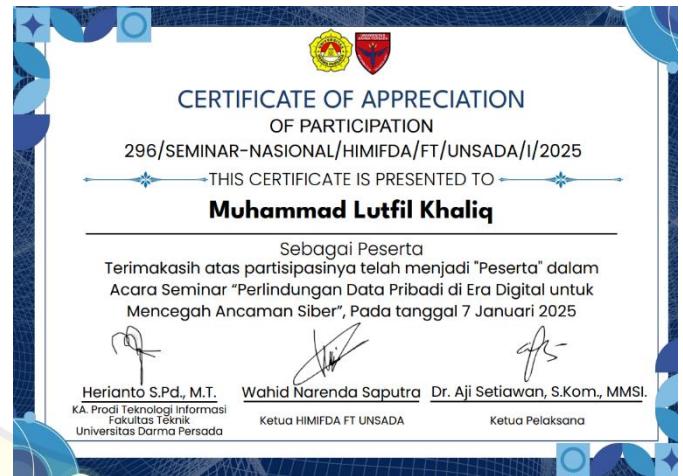 CERTIFICATE OF APPRECIATION
OF PARTICIPATION
296/SEMINAR-NASIONAL/HIMIFDA/FT/UNSADA/I/2025
THIS CERTIFICATE IS PRESENTED TO
Muhammad Lutfil Khaliq
Sebagai Peserta
Terimakasih atas partisipasinya telah menjadi "Peserta" dalam
Acara Seminar “Perlindungan Data Pribadi di Era Digital untuk
Mencegah Ancaman Siber”, Pada tanggal 7 Januari 2025
Herianto S.Pd., M.T.
KA. Prodi Teknologi Informasi
Fakultas Teknik
Universitas Darma Persada
Wahid Narenda Saputra
Ketua HIMIFDA FT UNSADA
Dr. Aji Setiawan, S.Kom., MMSI.
Ketua Pelaksana